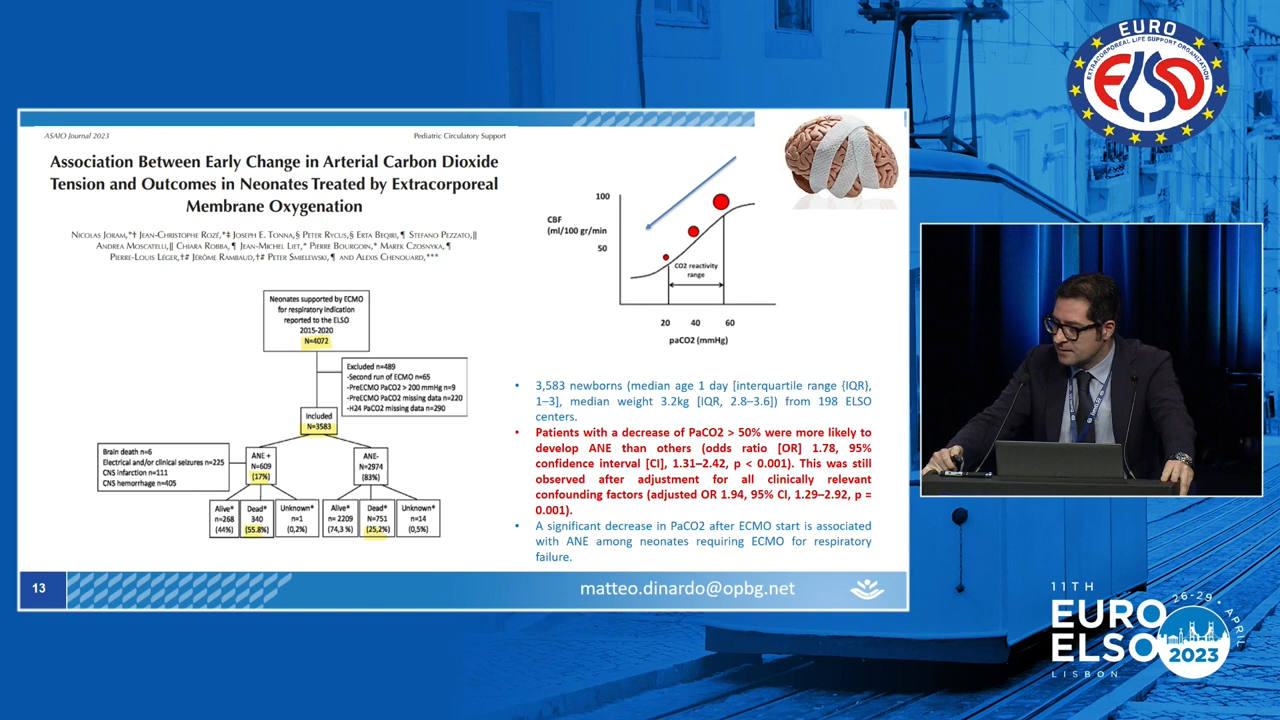 ASAIO Journal 2023
Pediatric Circulatory Support
Association Between Early Change in Arterial Carbon Dioxide
Tension and Outcomes in Neonates Treated by Extracorporeal
Membrane Oxygenation
Nicolas Joram,*† Jean-Christophe Rozé,*‡ Joseph E. Tonna,§ Peter Rycus,§ Erta Beqiri,¶ Stefano Pezzato,||
Andrea Moscatelli,|| Chiara Robba,¶ Jean-Michel Liet,* Pierre Bourgoin,* Marek Czosnyka,¶
Pierre-Louis Léger,†# Jérôme Rambaud,†# Peter Smielewski,¶ and Alexis Chenouard,***
Neonates supported by ECMO
for respiratory indication
reported to the ELSO
2015-2020
N=4072
Excluded n=489
-Second run of ECMO n=65
-PreECMO PaCO2 > 200 mmHg n=9
-PreECMO PaCO2 missing data n=220
-H24 PaCO2 missing data n=290
Included
N=3583
Brain death n=6
Electrical and/or clinical seizures n=225
CNS infarction n=111
CNS hemorrhage n=405
ANE +
N=609
(17%)
ANE-
N=2974
(83%)
Alive*
n=268
(44%)
Dead*
340
(55.8%)
Unknown*
n=1
(0,2%)
Alive*
n= 2209
(74,3 %)
Dead*
N=751
(25,2%)
Unknown*
n=14
(0,5%)
100
CBF
(ml/100 gr/min
50
CO2 reactivity
range
20
40
60
paCO2 (mmHg)
• 3,583 newborns (median age 1 day [interquartile range {IQR},
1–3], median weight 3.2kg [IQR, 2.8–3.6]) from 198 ELSO
centers.
• Patients with a decrease of PaCO2 > 50% were more likely to
develop ANE than others (odds ratio [OR] 1.78, 95%
confidence interval [CI], 1.31–2.42, p < 0.001). This was still
observed after adjustment for all clinically relevant
confounding factors (adjusted OR 1.94, 95% CI, 1.29–2.92, p =
0.001).
• A significant decrease in PaCO2 after ECMO start is associated
with ANE among neonates requiring ECMO for respiratory
failure.
13
matteo.dinardo@opbg.net
EURO
EXTRACORPOREAL LIFE SUPPORT ORGANIZATION
ELSO
11TH
EURO
ELSO
LISBON
26-29 • APRIL
2023